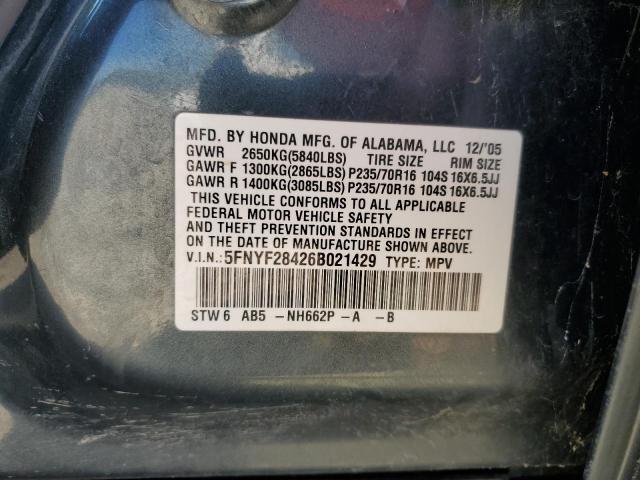 MFD. BY HONDA MFG. OF ALABAMA, LLC 12/'05
GVWR 2650KG(5840LBS) TIRE SIZE RIM SIZE
GAWR F 1300KG(2865LBS) P235/70R16 104S 16X6.5JJ
GAWR R 1400KG(3085LBS) P235/70R16 104S 16X6.5JJ
THIS VEHICLE CONFORMS TO ALL APPLICABLE
FEDERAL MOTOR VEHICLE SAFETY
AND THEFT PREVENTION STANDARDS IN EFFECT
ON THE DATE OF MANUFACTURE SHOWN ABOVE.
V.I.N.: 5FNYF28426B021429 TYPE: MPV
STW6 AB5 -NH662P -A -B